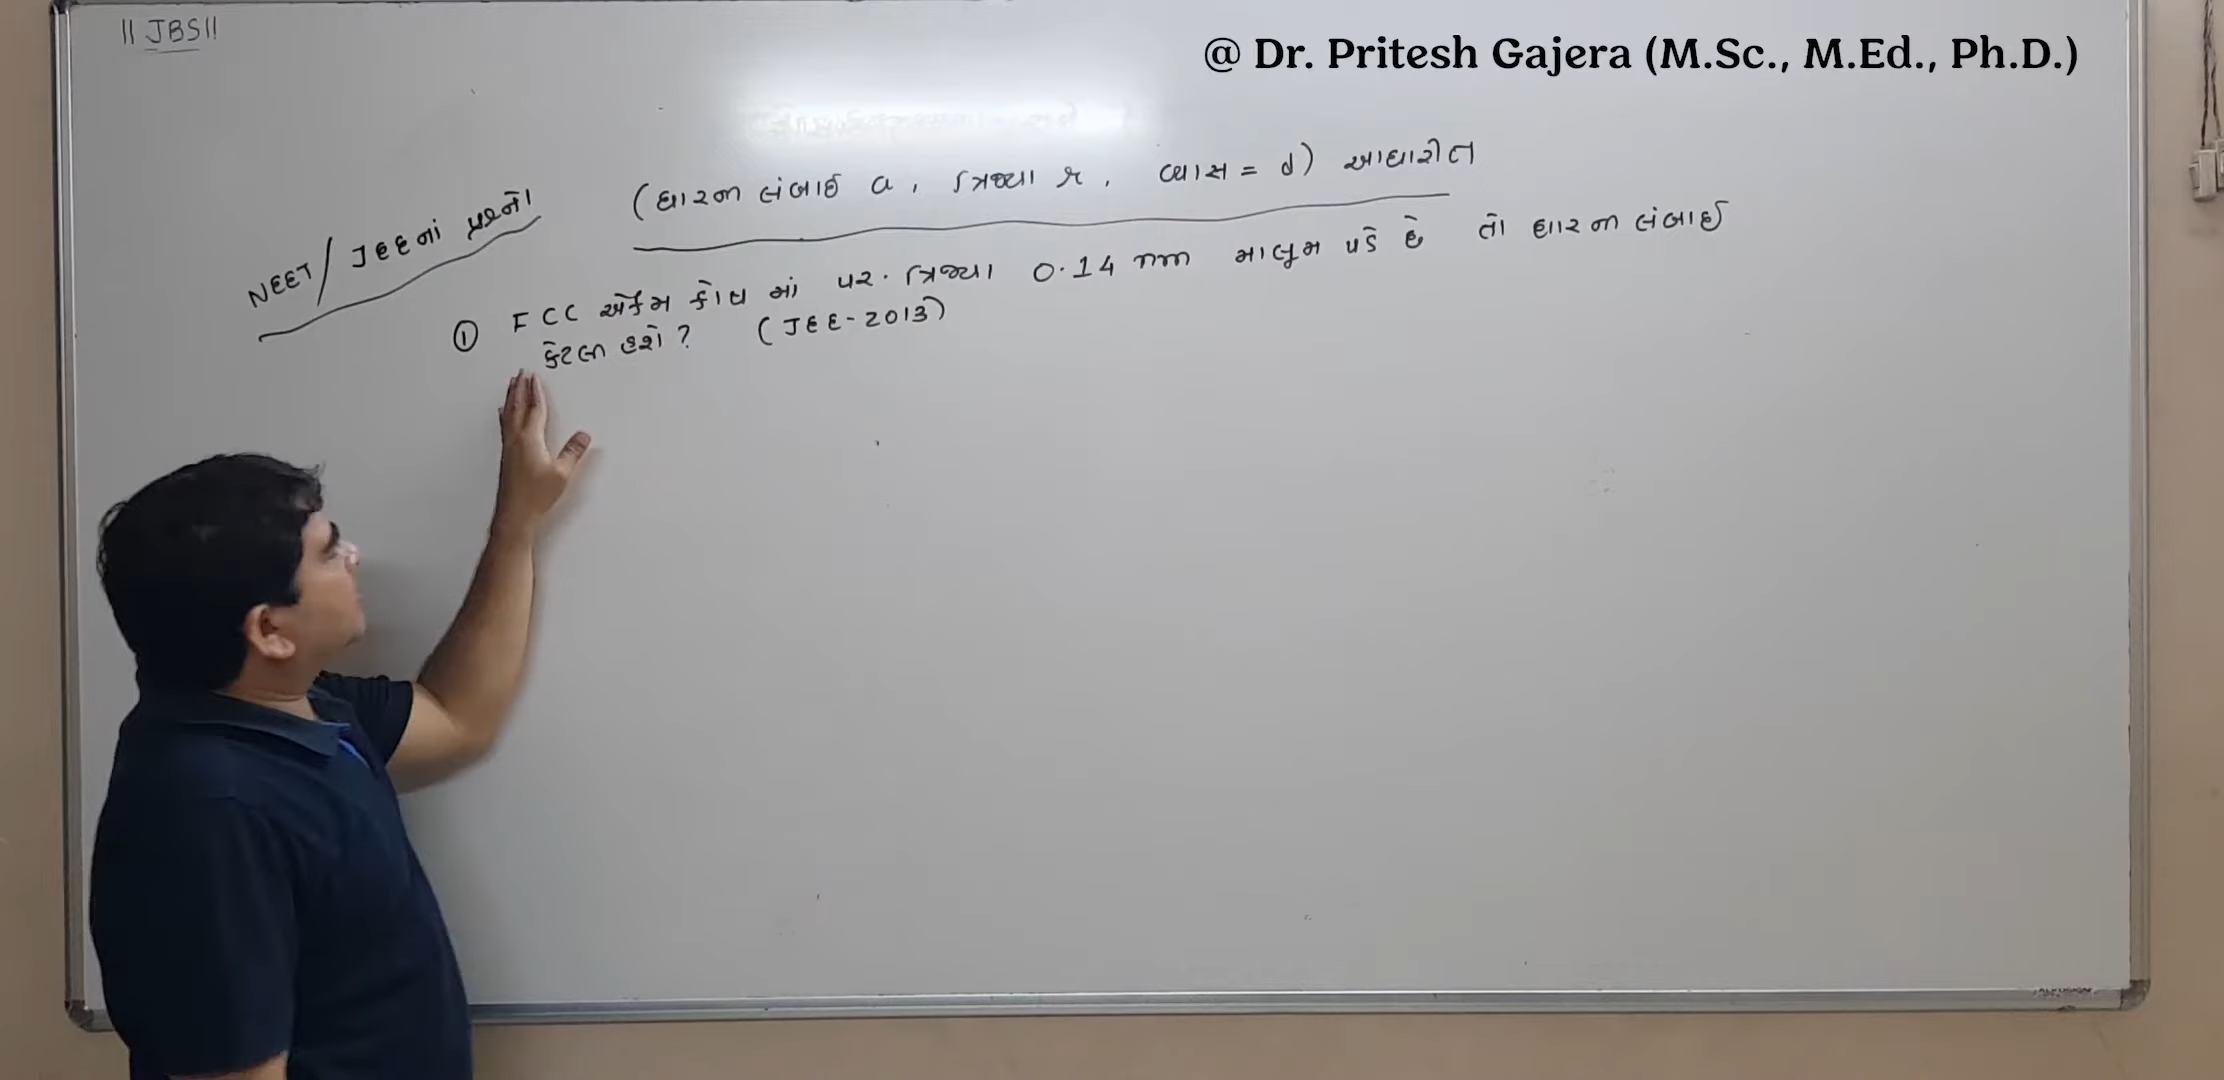 || JBS ||
@ Dr. Pritesh Gajera (M.Sc., M.Ed., Ph.D.)
NEET / JEEનાં પ્રશ્નો
(ધારની લંબાઈ a, ત્રિજ્યા r, વ્યાસ = d) આધારીત
① FCC એકમ કોષ માં પર. ત્રિજ્યા 0.14 nm માલુમ પડે છે તો ધારની લંબાઈ
કેટલી હશે? (JEE-2013)